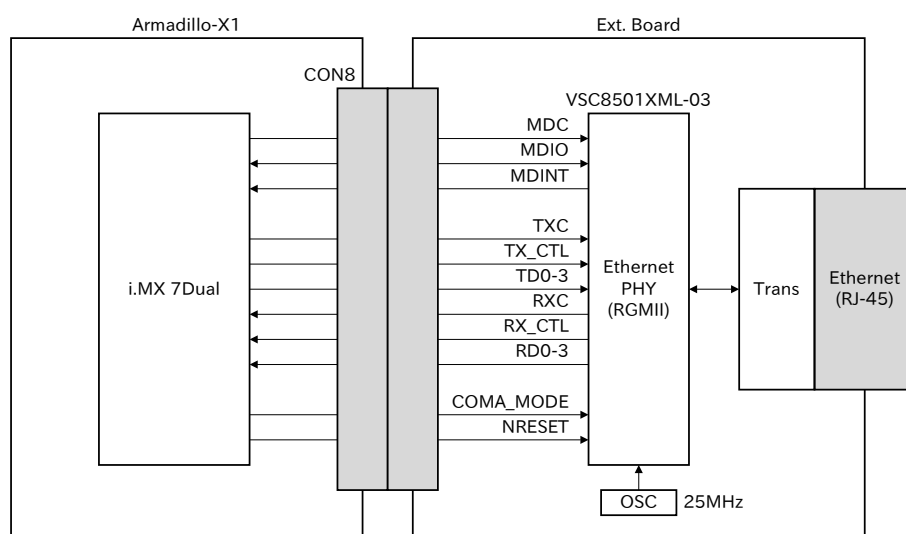 Armadillo-X1
Ext. Board
CON8
VSC8501XML-03
MDC
MDIO
MDINT
TXC
TX_CTL
TD0-3
RXC
RX_CTL
RD0-3
COMA_MODE
NRESET
i.MX 7Dual
Ethernet
PHY
(RGMII)
Trans
Ethernet
(RJ-45)
OSC
25MHz